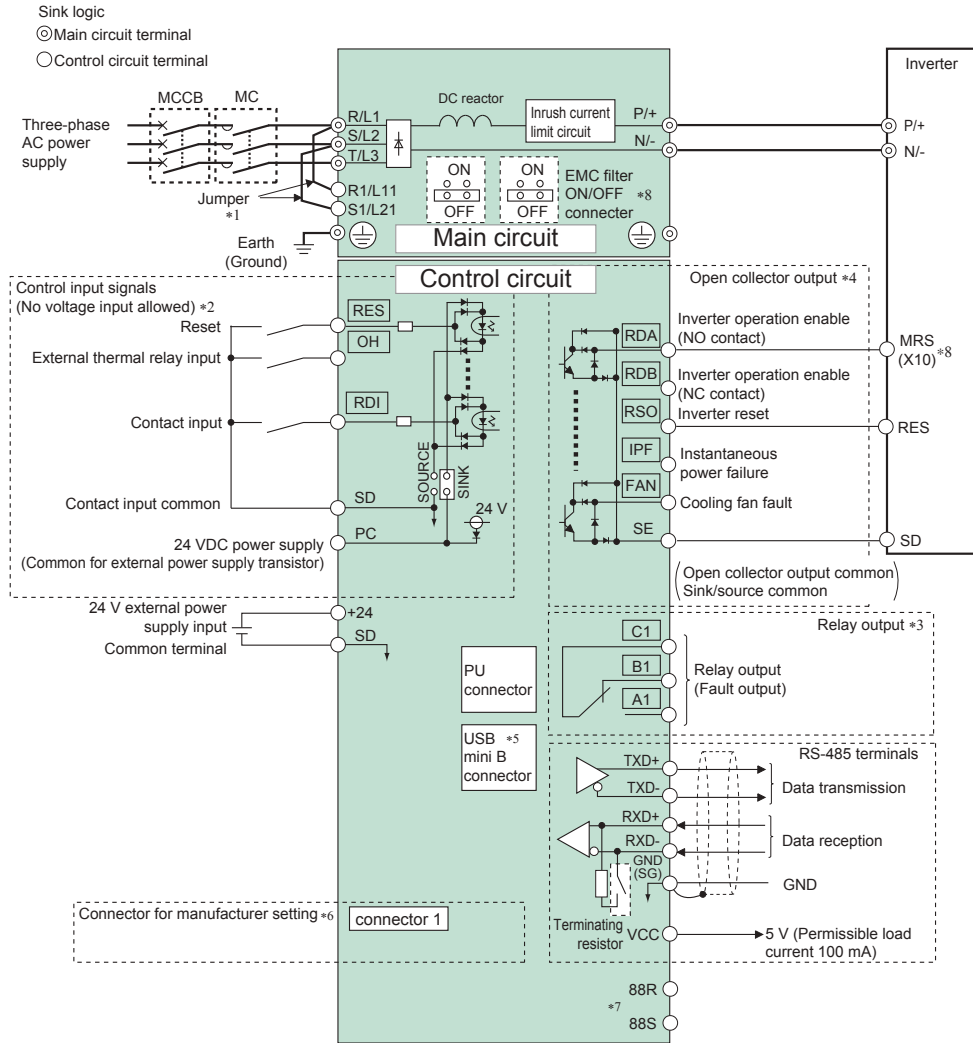 Sink logic
Main circuit terminal
Control circuit terminal
MCCB
MC
Three-phase
AC power
supply
Jumper
*1
Earth
(Ground)
R/L1
S/L2
T/L3
R1/L11
S1/L21
DC reactor
Inrush current
limit circuit
P/+
N/-
ON
OFF
ON
OFF
EMC filter
ON/OFF
connecter
*8
Main circuit
Inverter
P/+
N/-
MRS
(X10)*8
RES
SD
Control circuit
Control input signals
(No voltage input allowed) *2
Reset
External thermal relay input
Contact input
Contact input common
24 VDC power supply
(Common for external power supply transistor)
RES
OH
RDI
SD
PC
SOURCE
SINK
24 V
24 V external power
supply input
Common terminal
+24
SD
Open collector output *4
RDA
Inverter operation enable
(NO contact)
RDB
Inverter operation enable
(NC contact)
RSO
Inverter reset
IPF
Instantaneous
power failure
FAN
Cooling fan fault
SE
(Open collector output common
Sink/source common)
Relay output *3
C1
B1
A1
Relay output
(Fault output)
PU
connector
USB *5
mini B
connector
RS-485 terminals
TXD+
TXD-
Data transmission
RXD+
RXD-
Data reception
GND
(SG)
GND
Terminating
resistor
VCC
5 V (Permissible load
current 100 mA)
Connector for manufacturer setting *6
connector 1
88R
*7
88S